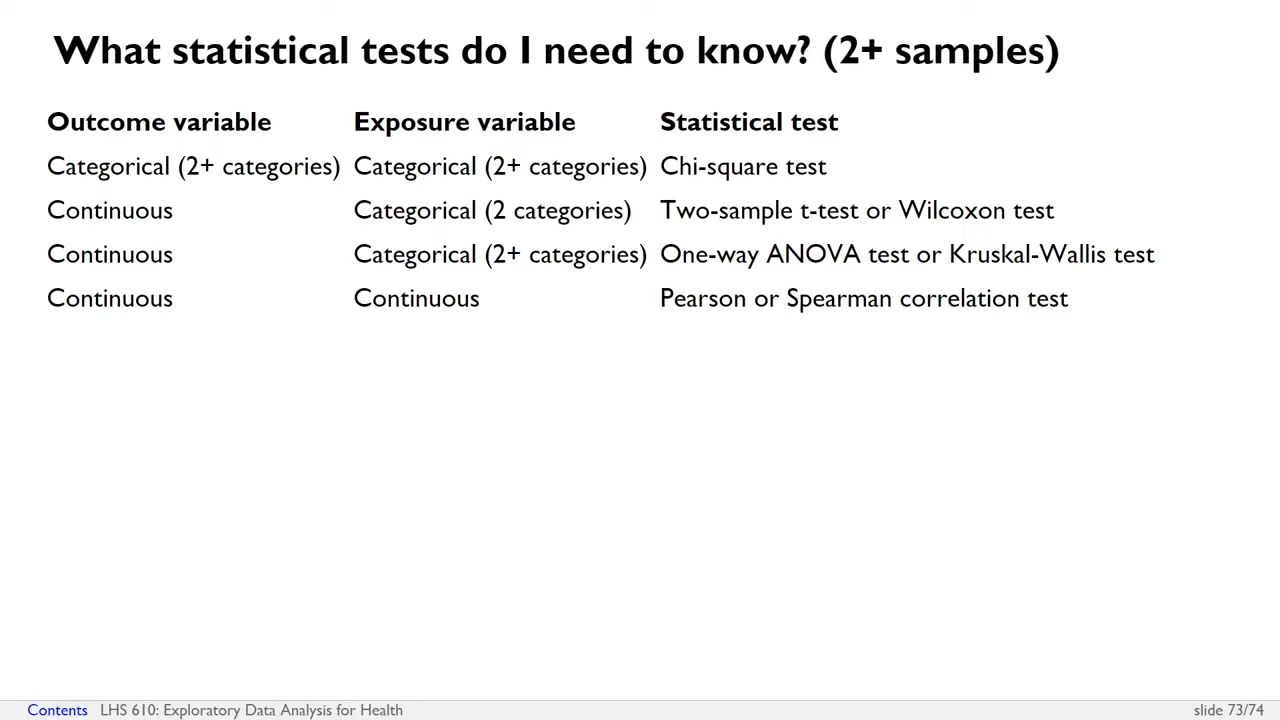 What statistical tests do I need to know? (2+ samples)
Outcome variable Exposure variable Statistical test
Categorical (2+ categories) Categorical (2+ categories) Chi-square test
Continuous Categorical (2 categories) Two-sample t-test or Wilcoxon test
Continuous Categorical (2+ categories) One-way ANOVA test or Kruskal-Wallis test
Continuous Continuous Pearson or Spearman correlation test
Contents LHS 610: Exploratory Data Analysis for Health slide 73/74